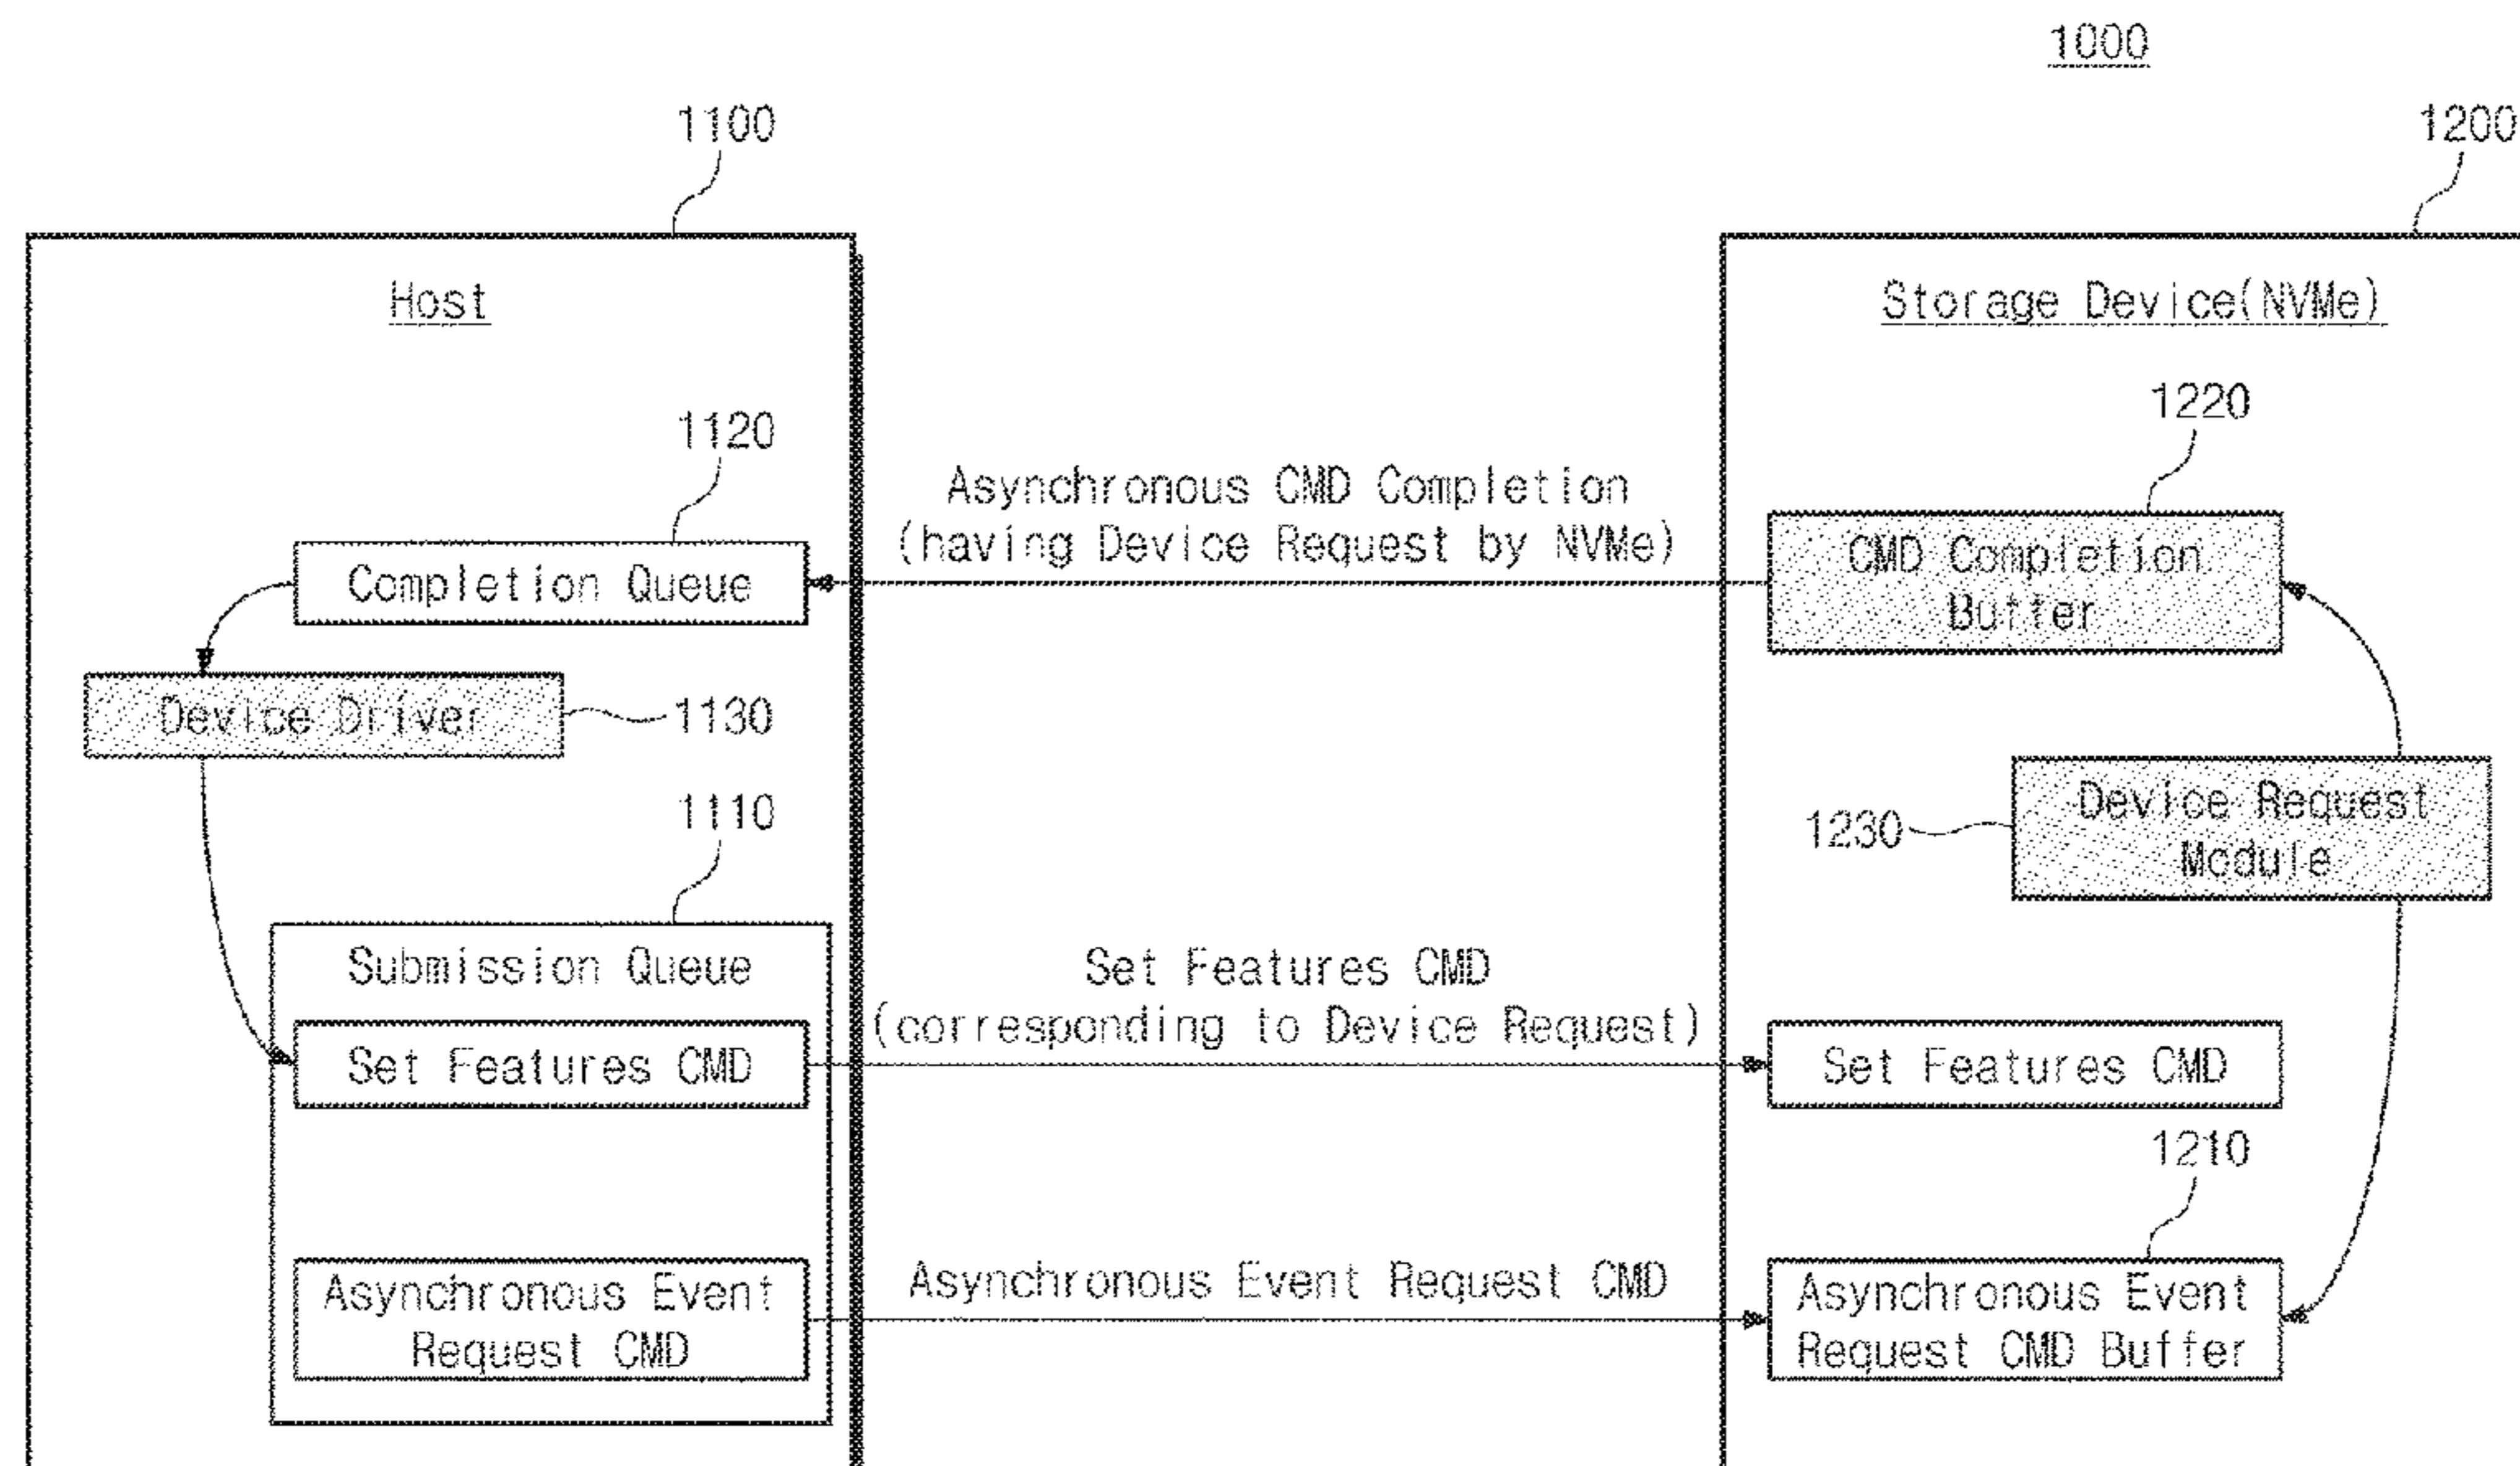 1000
1100
1200
Host
Storage Device(NVMe)
1120
1220
Asynchronous CMD Completion
(having Device Request by NVMe)
Completion Queue
CMD Completion
Buffer
Device Driver
1130
1110
1230
Device Request
Module
Submission Queue
Set Features CMD
(corresponding to Device Request)
Set Features CMD
Set Features CMD
1210
Asynchronous Event
Request CMD
Asynchronous Event Request CMD
Asynchronous Event
Request CMD Buffer